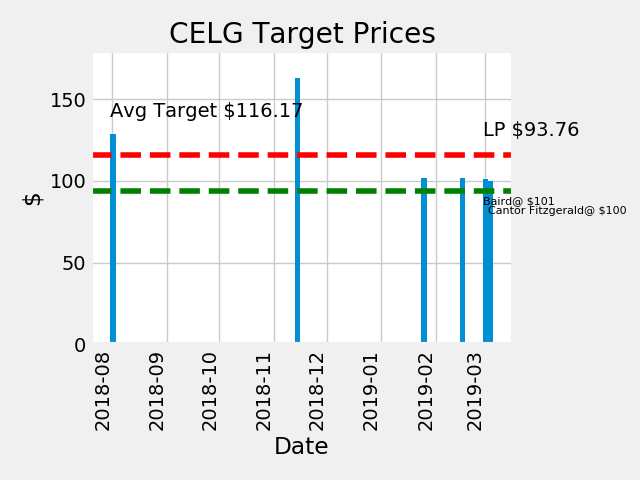 CELG Target Prices
150
Avg Target $116.17
LP $93.76
100
Baird@ $101
Cantor Fitzgerald@ $100
50
0
$
2018-08
2018-09
2018-10
2018-11
2018-12
2019-01
2019-02
2019-03
Date